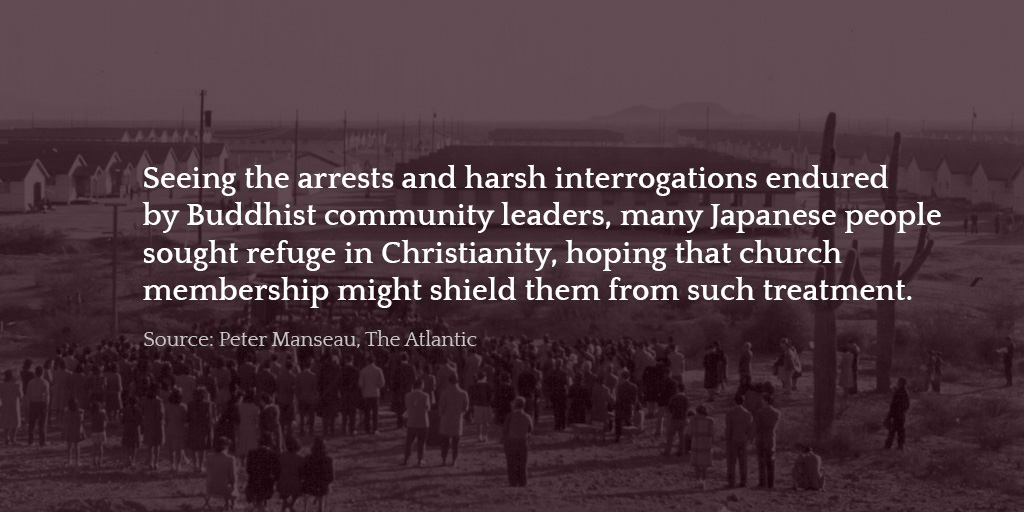 Seeing the arrests and harsh interrogations endured
by Buddhist community leaders, many Japanese people
sought refuge in Christianity, hoping that church
membership might shield them from such treatment.
Source: Peter Manseau, The Atlantic